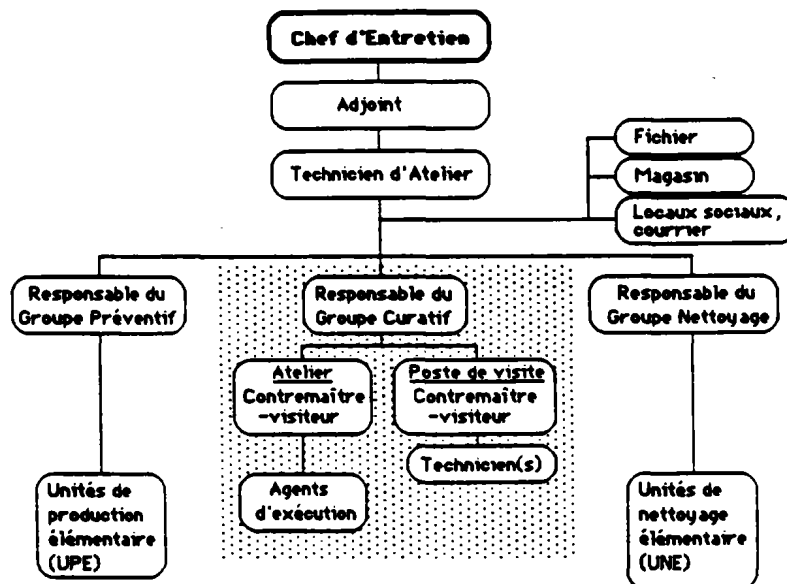 Chef d'Entretien
Adjoint
Technicien d'Atelier
Fichier
Magasin
Locaux sociaux,
courrier
Responsable du
Groupe Préventif
Responsable du
Groupe Curatif
Responsable du
Groupe Nettoyage
Atelier
Contremaître
-visiteur
Poste de visite
Contremaître
-visiteur
Technicien(s)
Agents
d'exécution
Unités de
production
élémentaire
(UPE)
Unités de
nettoyage
élémentaire
(UNE)